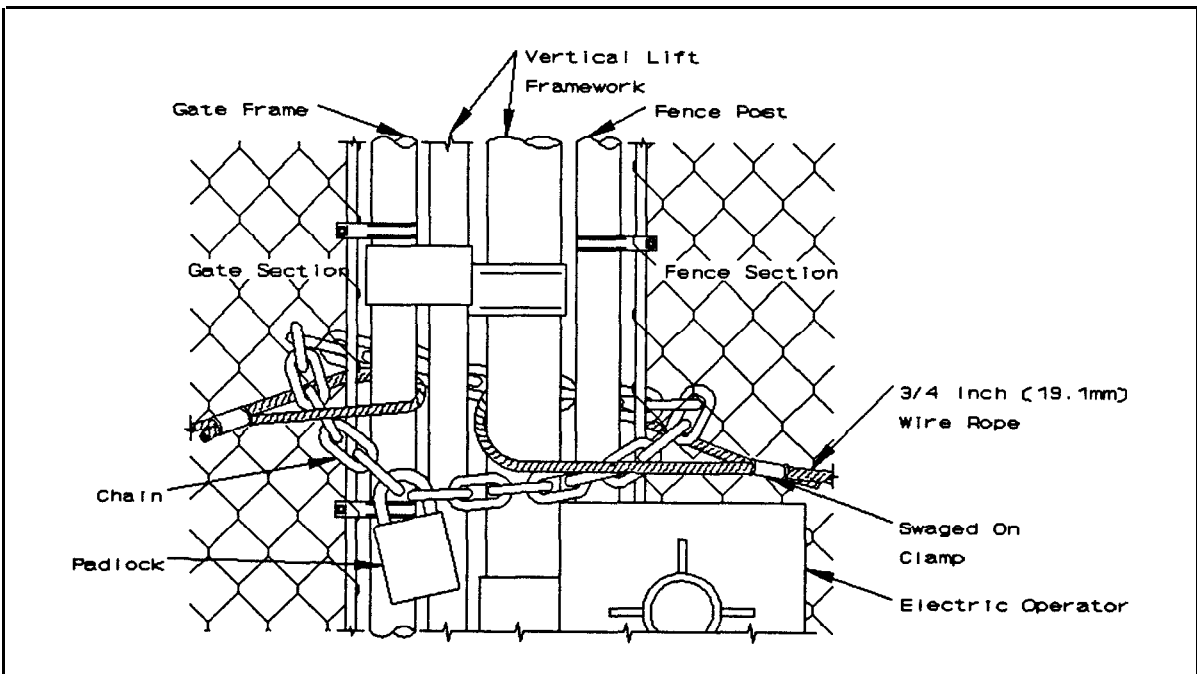 Vertical Lift
Framework
Gate Frame
Fence Post
Gate Section
Fence Section
3/4 Inch (19.1mm)
Wire Rope
Chain
Swaged On
Clamp
Padlock
Electric Operator